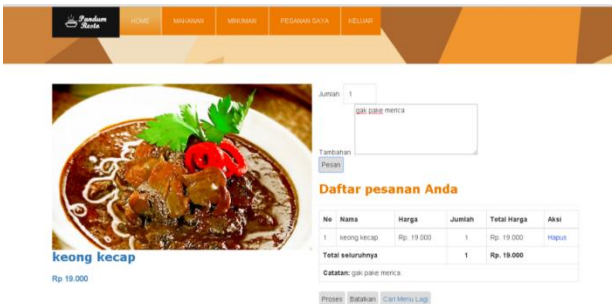 Pandum
Resto
HOME MAKANAN MINUMAN PESANAN SAYA KELUAR
Jumlah 1
gak pake merica
Tambahan
Pesan
Daftar pesanan Anda
No Nama Harga Jumlah Total Harga Aksi
1 keong kecap Rp. 19.000 1 Rp. 19.000 Hapus
Total seluruhnya 1 Rp. 19.000
Catatan: gak pake merica
Proses Batalkan Cari Menu Lagi
keong kecap
Rp 19.000